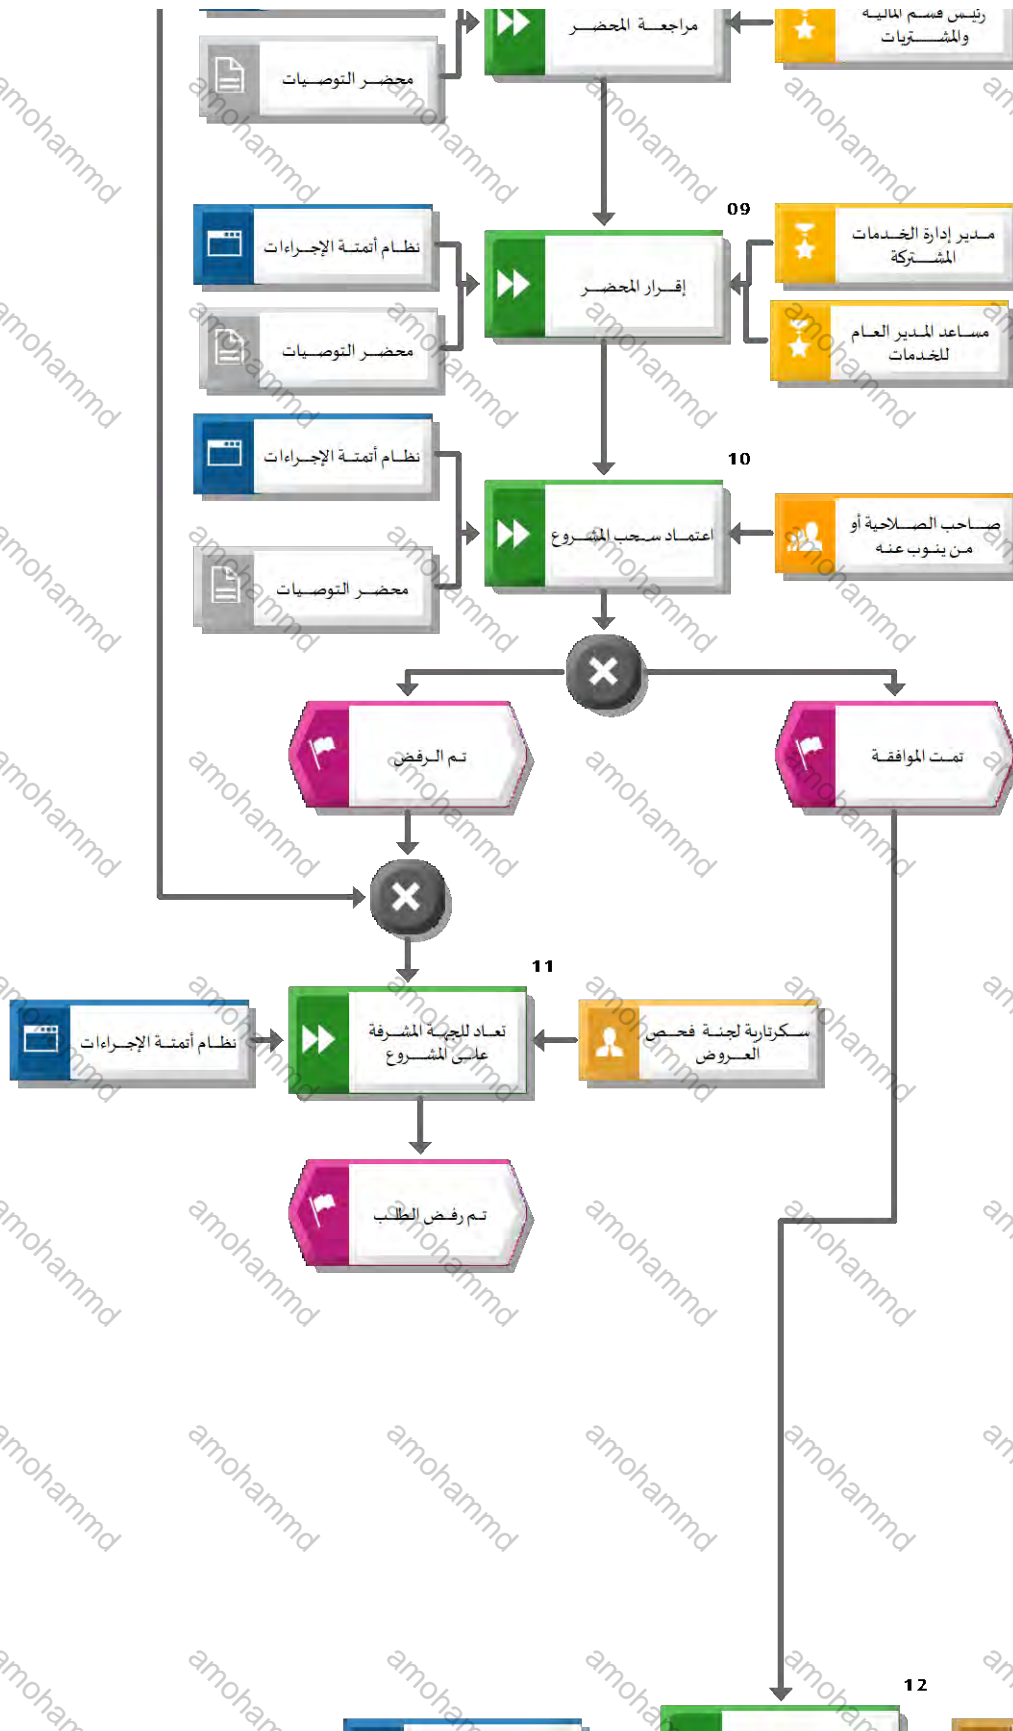 رئيس قسم المالية
والمشتريات
مراجعة المحضر
محضر التوصيات
09
مدير إدارة الخدمات
المشتركة
نظام أتمتة الإجراءات
إقرار المحضر
مساعد المدير العام
للخدمات
محضر التوصيات
10
نظام أتمتة الإجراءات
صاحب الصلاحية أو
من ينوب عنه
اعتماد سحب المشروع
محضر التوصيات
تمت الموافقة
تم الرفض
11
سكرتارية لجنة فحص
العروض
تعاد للجهة المشرفة
على المشروع
نظام أتمتة الإجراءات
تم رفض الطلب
12
amohammd